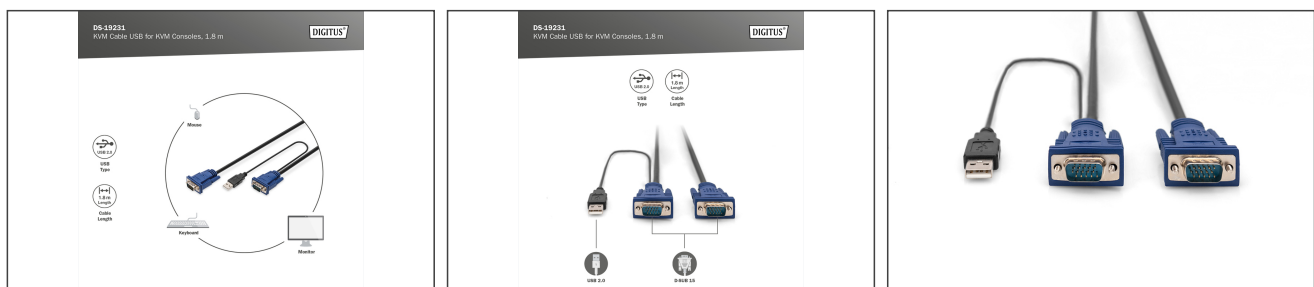 DS-19231
KVM Cable USB for KVM Consoles, 1.8 m
DIGITUS®
Mouse
USB 2.0
USB
Type
1.8 m
Length
Cable
Length
Keyboard
Monitor
DS-19231
KVM Cable USB for KVM Consoles, 1.8 m
DIGITUS®
USB 2.0
USB
Type
1.8 m
Length
Cable
Length
USB 2.0
D-SUB 15